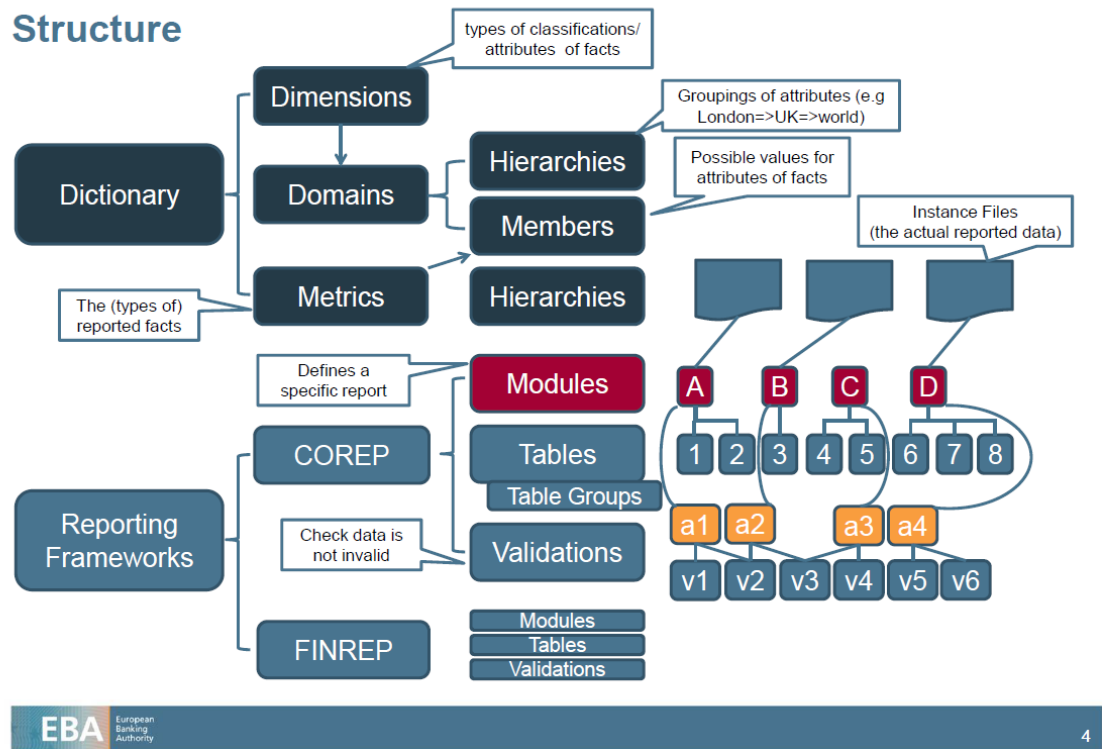 Structure
types of classifications/
attributes of facts
Dimensions
Groupings of attributes (e.g
London=>UK=>world)
Hierarchies
Possible values for
attributes of facts
Dictionary
Domains
Members
Instance Files
(the actual reported data)
Metrics
Hierarchies
The (types of)
reported facts
Defines a
specific report
Modules
A
B
C
D
COREP
Tables
1
2
3
4
5
6
7
8
Table Groups
Reporting
Frameworks
Check data is
not invalid
Validations
a1
a2
a3
a4
v1
v2
v3
v4
v5
v6
FINREP
Modules
Tables
Validations
EBA
European
Banking
Authority
4